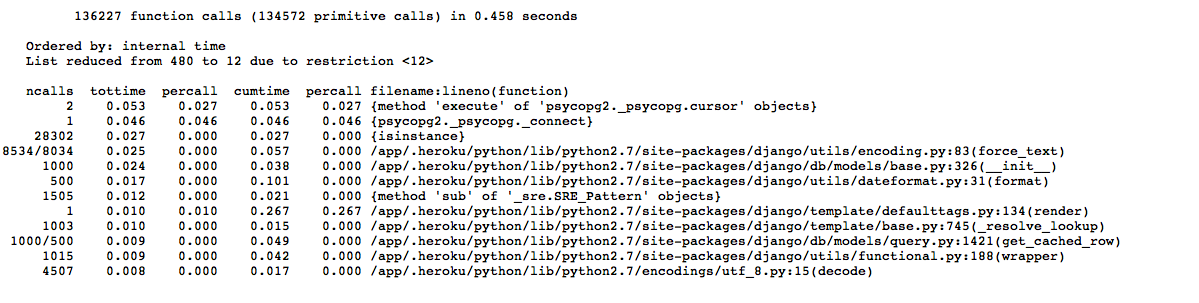 136227 function calls (134572 primitive calls) in 0.458 seconds
Ordered by: internal time
List reduced from 480 to 12 due to restriction <12>
ncalls tottime percall cumtime percall filename:lineno(function)
2 0.053 0.027 0.053 0.027 {method 'execute' of 'psycopg2._psycopg.cursor' objects}
1 0.046 0.046 0.046 0.046 {psycopg2._psycopg._connect}
28302 0.027 0.000 0.027 0.000 {isinstance}
8534/8034 0.025 0.000 0.057 0.000 /app/.heroku/python/lib/python2.7/site-packages/django/utils/encoding.py:83(force_text)
1000 0.024 0.000 0.038 0.000 /app/.heroku/python/lib/python2.7/site-packages/django/db/models/base.py:326(__init__)
500 0.017 0.000 0.101 0.000 /app/.heroku/python/lib/python2.7/site-packages/django/utils/dateformat.py:31(format)
1505 0.012 0.000 0.021 0.000 {method 'sub' of '_sre.SRE_Pattern' objects}
1 0.010 0.010 0.267 0.267 /app/.heroku/python/lib/python2.7/site-packages/django/template/defaulttags.py:134(render)
1003 0.010 0.000 0.015 0.000 /app/.heroku/python/lib/python2.7/site-packages/django/template/base.py:745(_resolve_lookup)
1000/500 0.009 0.000 0.049 0.000 /app/.heroku/python/lib/python2.7/site-packages/django/db/models/query.py:1421(get_cached_row)
1015 0.009 0.000 0.042 0.000 /app/.heroku/python/lib/python2.7/site-packages/django/utils/functional.py:188(wrapper)
4507 0.008 0.000 0.017 0.000 /app/.heroku/python/lib/python2.7/encodings/utf_8.py:15(decode)